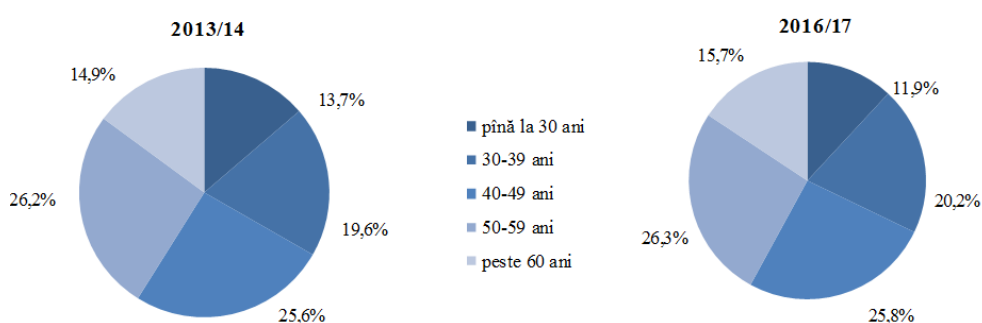 2013/14
14,9%
13,7%
26,2%
19,6%
25,6%
pînă la 30 ani
30-39 ani
40-49 ani
50-59 ani
peste 60 ani
2016/17
15,7%
11,9%
20,2%
26,3%
25,8%